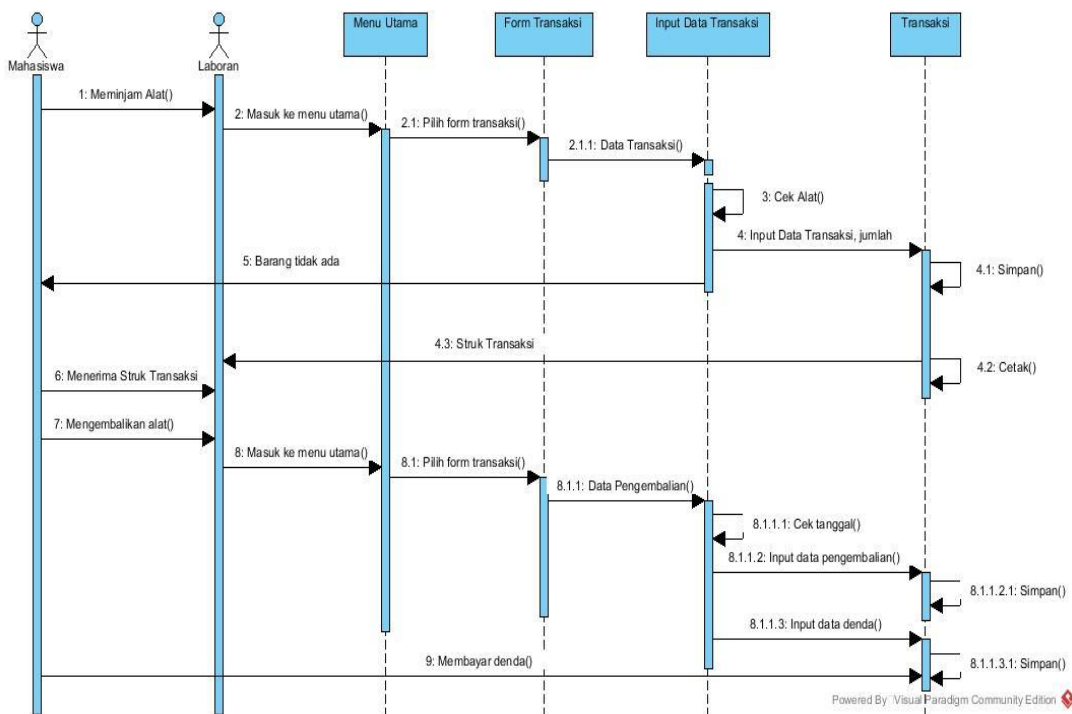 Mahasiswa
Laboran
Menu Utama
Form Transaksi
Input Data Transaksi
Transaksi
1: Meminjam Alat()
2: Masuk ke menu utama()
2.1: Pilih form transaksi()
2.1.1: Data Transaksi()
3: Cek Alat()
4: Input Data Transaksi, jumlah
4.1: Simpan()
5: Barang tidak ada
4.3: Struk Transaksi
4.2: Cetak()
6: Menerima Struk Transaksi
7: Mengembalikan alat()
8: Masuk ke menu utama()
8.1: Pilih form transaksi()
8.1.1: Data Pengembalian()
8.1.1.1: Cek tanggal()
8.1.1.2: Input data pengembalian()
8.1.1.2.1: Simpan()
8.1.1.3: Input data denda()
8.1.1.3.1: Simpan()
9: Membayar denda()
Powered By Visual Paradigm Community Edition